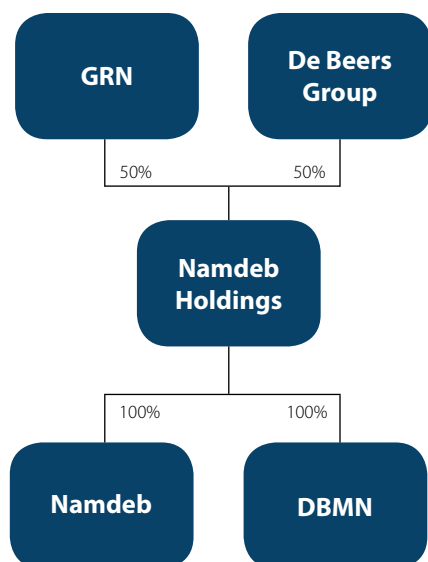 GRN
De Beers
Group
50%
50%
Namdeb
Holdings
100%
100%
Namdeb
DBMN